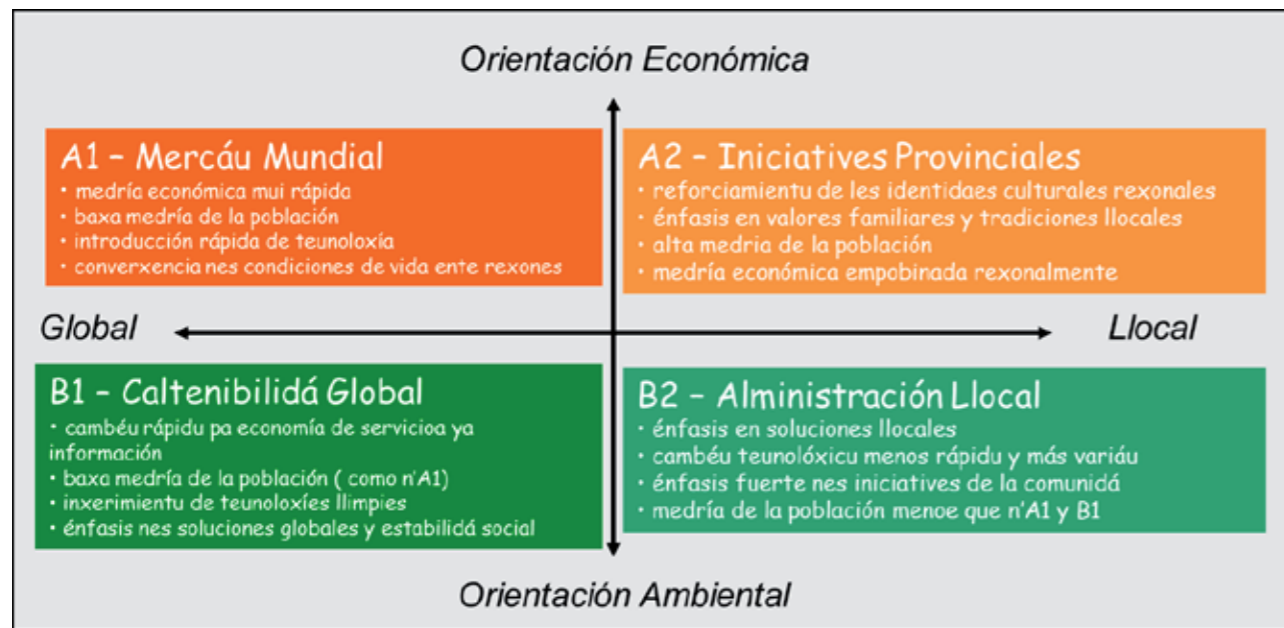 Orientación Económica
A1 – Mercáu Mundial
• medría económica mui rápida
• baxa medría de la población
• introducción rápida de teunoloxía
• converxencia nes condiciones de vida ente rexones
A2 – Iniciatives Provinciales
• reforciamientu de les identidaes culturales rexonales
• énfasis en valores familiares y tradiciones llocales
• alta medria de la población
• medría económica empobinada rexonalmente
Global
Llocal
B1 – Caltenibilidá Global
• cambéu rápidu pa economía de servicioa ya
información
• baxa medría de la población ( como n'A1)
• inxerimientu de teunoloxíes llimpies
• énfasis nes soluciones globales y estabilidá social
B2 – Alministración Llocal
• énfasis en soluciones llocales
• cambéu teunolóxicu menos rápidu y más variáu
• énfasis fuerte nes iniciatives de la comunidá
• medría de la población menoe que n'A1 y B1
Orientación Ambiental